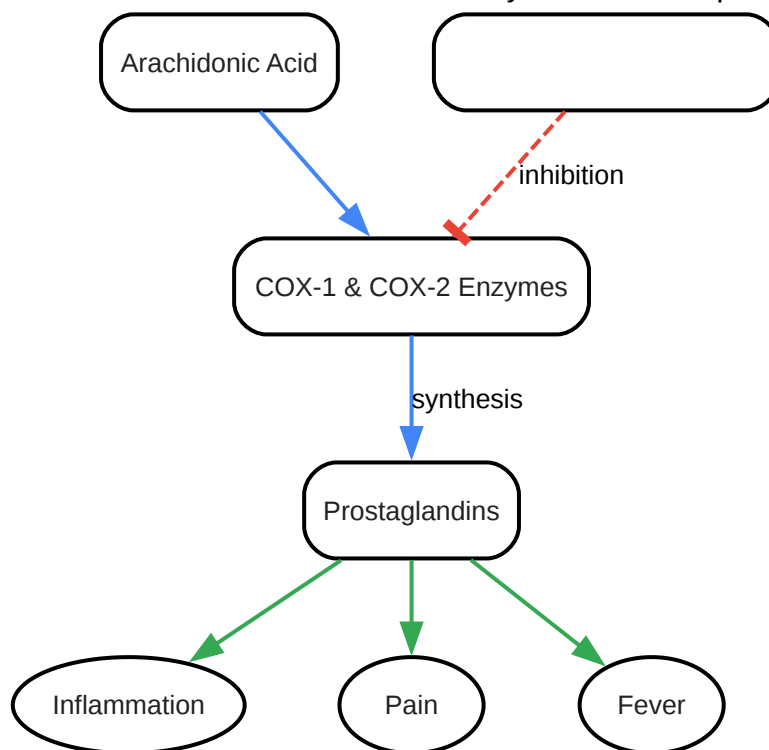 Arachidonic Acid
inhibition
COX-1 & COX-2 Enzymes
synthesis
Prostaglandins
Inflammation
Pain
Fever